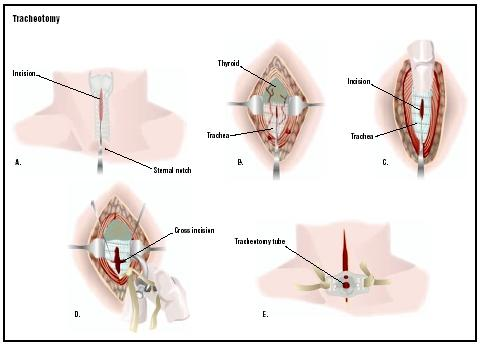 Tracheotomy
Incision
Sternal notch
A.
Thyroid
Trachea
B.
Incision
Trachea
C.
Cross incision
D.
Tracheotomy tube
E.